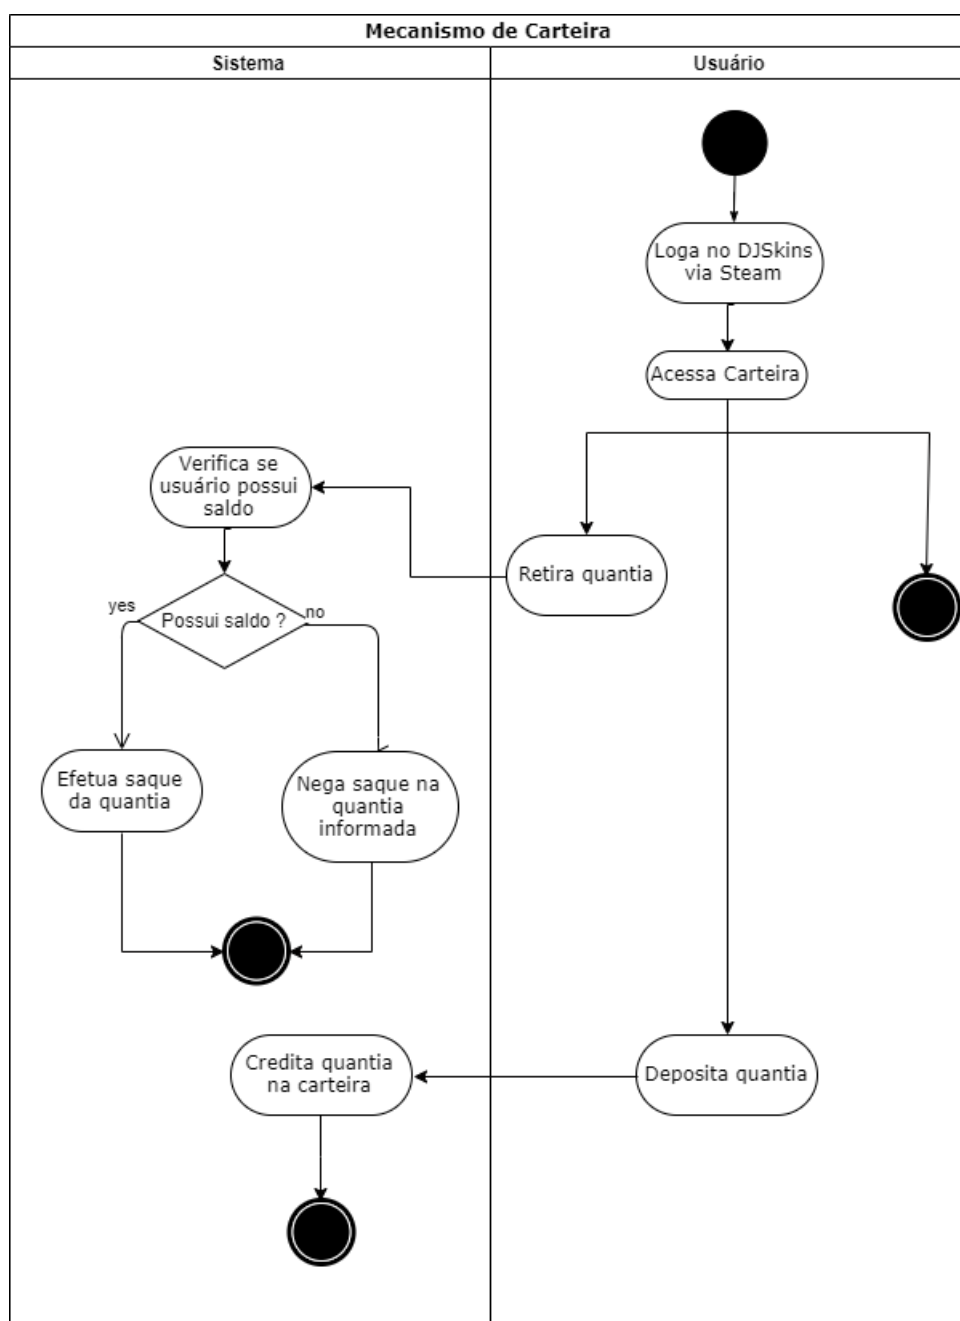 Mecanismo de Carteira
Sistema
Usuário
Loga no DJSkins
via Steam
Acessa Carteira
Verifica se
usuário possui
saldo
Retira quantia
yes
Possui saldo ?
no
Efetua saque
da quantia
Nega saque na
quantia
informada
Credita quantia
na carteira
Deposita quantia